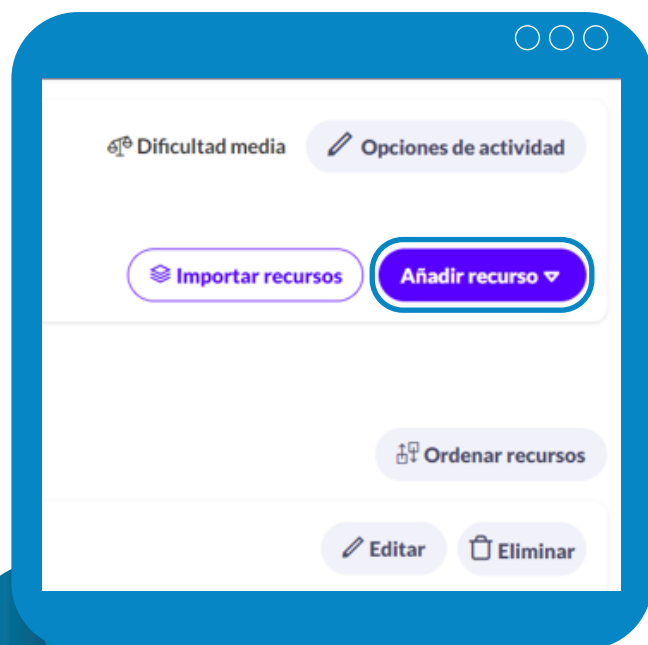 Dificultad media Opciones de actividad
Importar recursos Añadir recurso
Ordenar recursos
Editar Eliminar